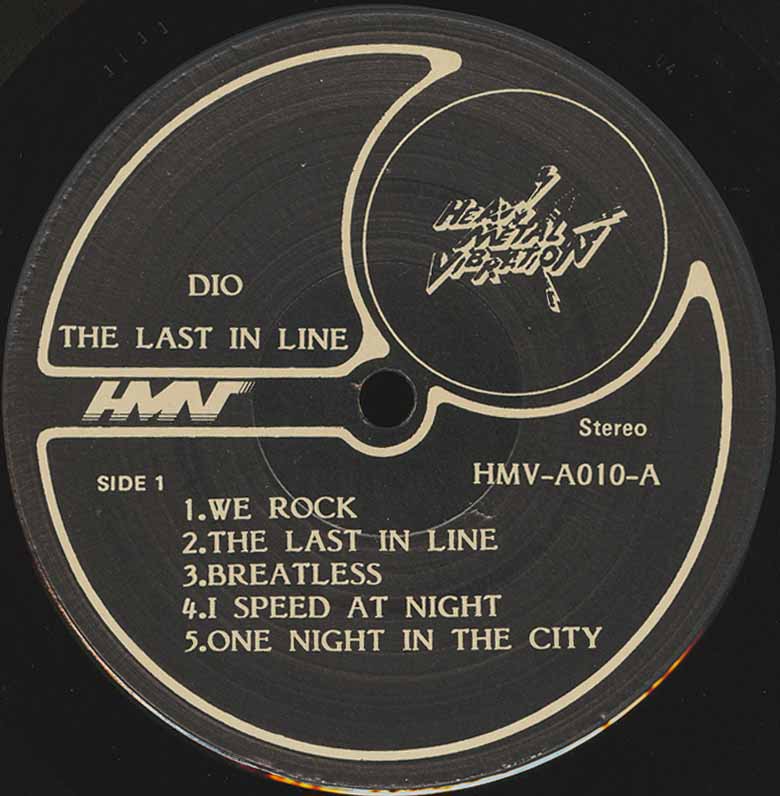 HEAVY
METAL
VIBRATION
DIO
THE LAST IN LINE
HMV
Stereo
HMV-A010-A
SIDE 1
1.WE ROCK
2.THE LAST IN LINE
3.BREATLESS
4.I SPEED AT NIGHT
5.ONE NIGHT IN THE CITY